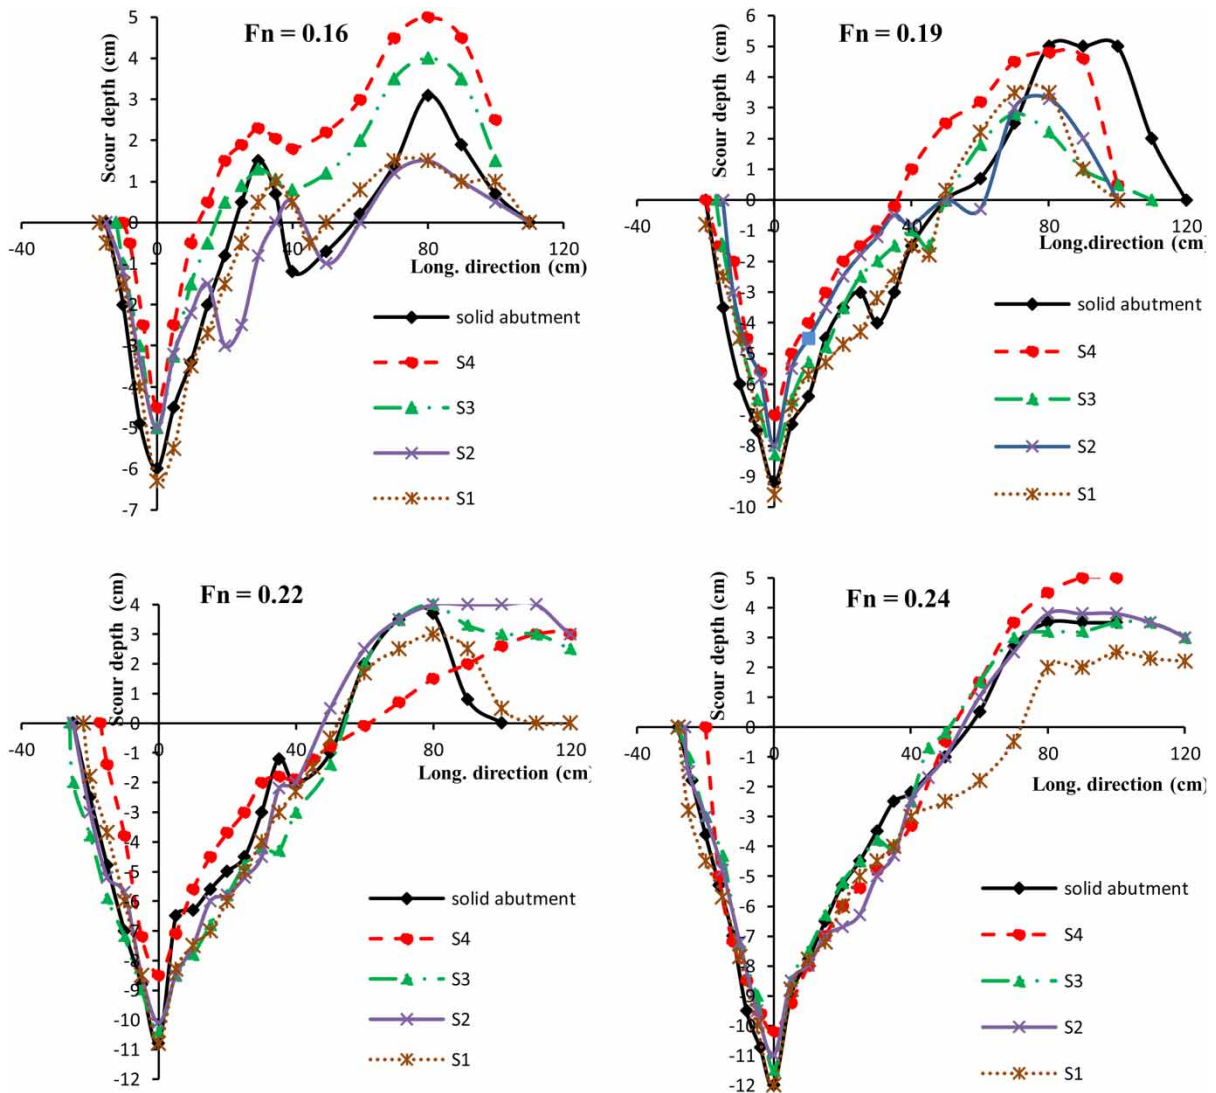 Fn = 0.16
Scour depth (cm)
5
4
3
2
1
0
-1
-2
-3
-4
-5
-6
-7
-40
0
40
80
120
Long. direction (cm)
solid abutment
S4
S3
S2
S1
Fn = 0.19
Scour depth (cm)
6
5
4
3
2
1
0
-1
-2
-3
-4
-5
-6
-7
-8
-9
-10
-40
0
40
80
120
Long. direction (cm)
solid abutment
S4
S3
S2
S1
Fn = 0.22
Scour depth (cm)
4
3
2
1
0
-1
-2
-3
-4
-5
-6
-7
-8
-9
-10
-11
-12
-40
0
40
80
120
Long. direction (cm)
solid abutment
S4
S3
S2
S1
Fn = 0.24
Scour depth (cm)
5
4
3
2
1
0
-1
-2
-3
-4
-5
-6
-7
-8
-9
-10
-11
-12
-40
0
40
80
120
Long. direction (cm)
solid abutment
S4
S3
S2
S1